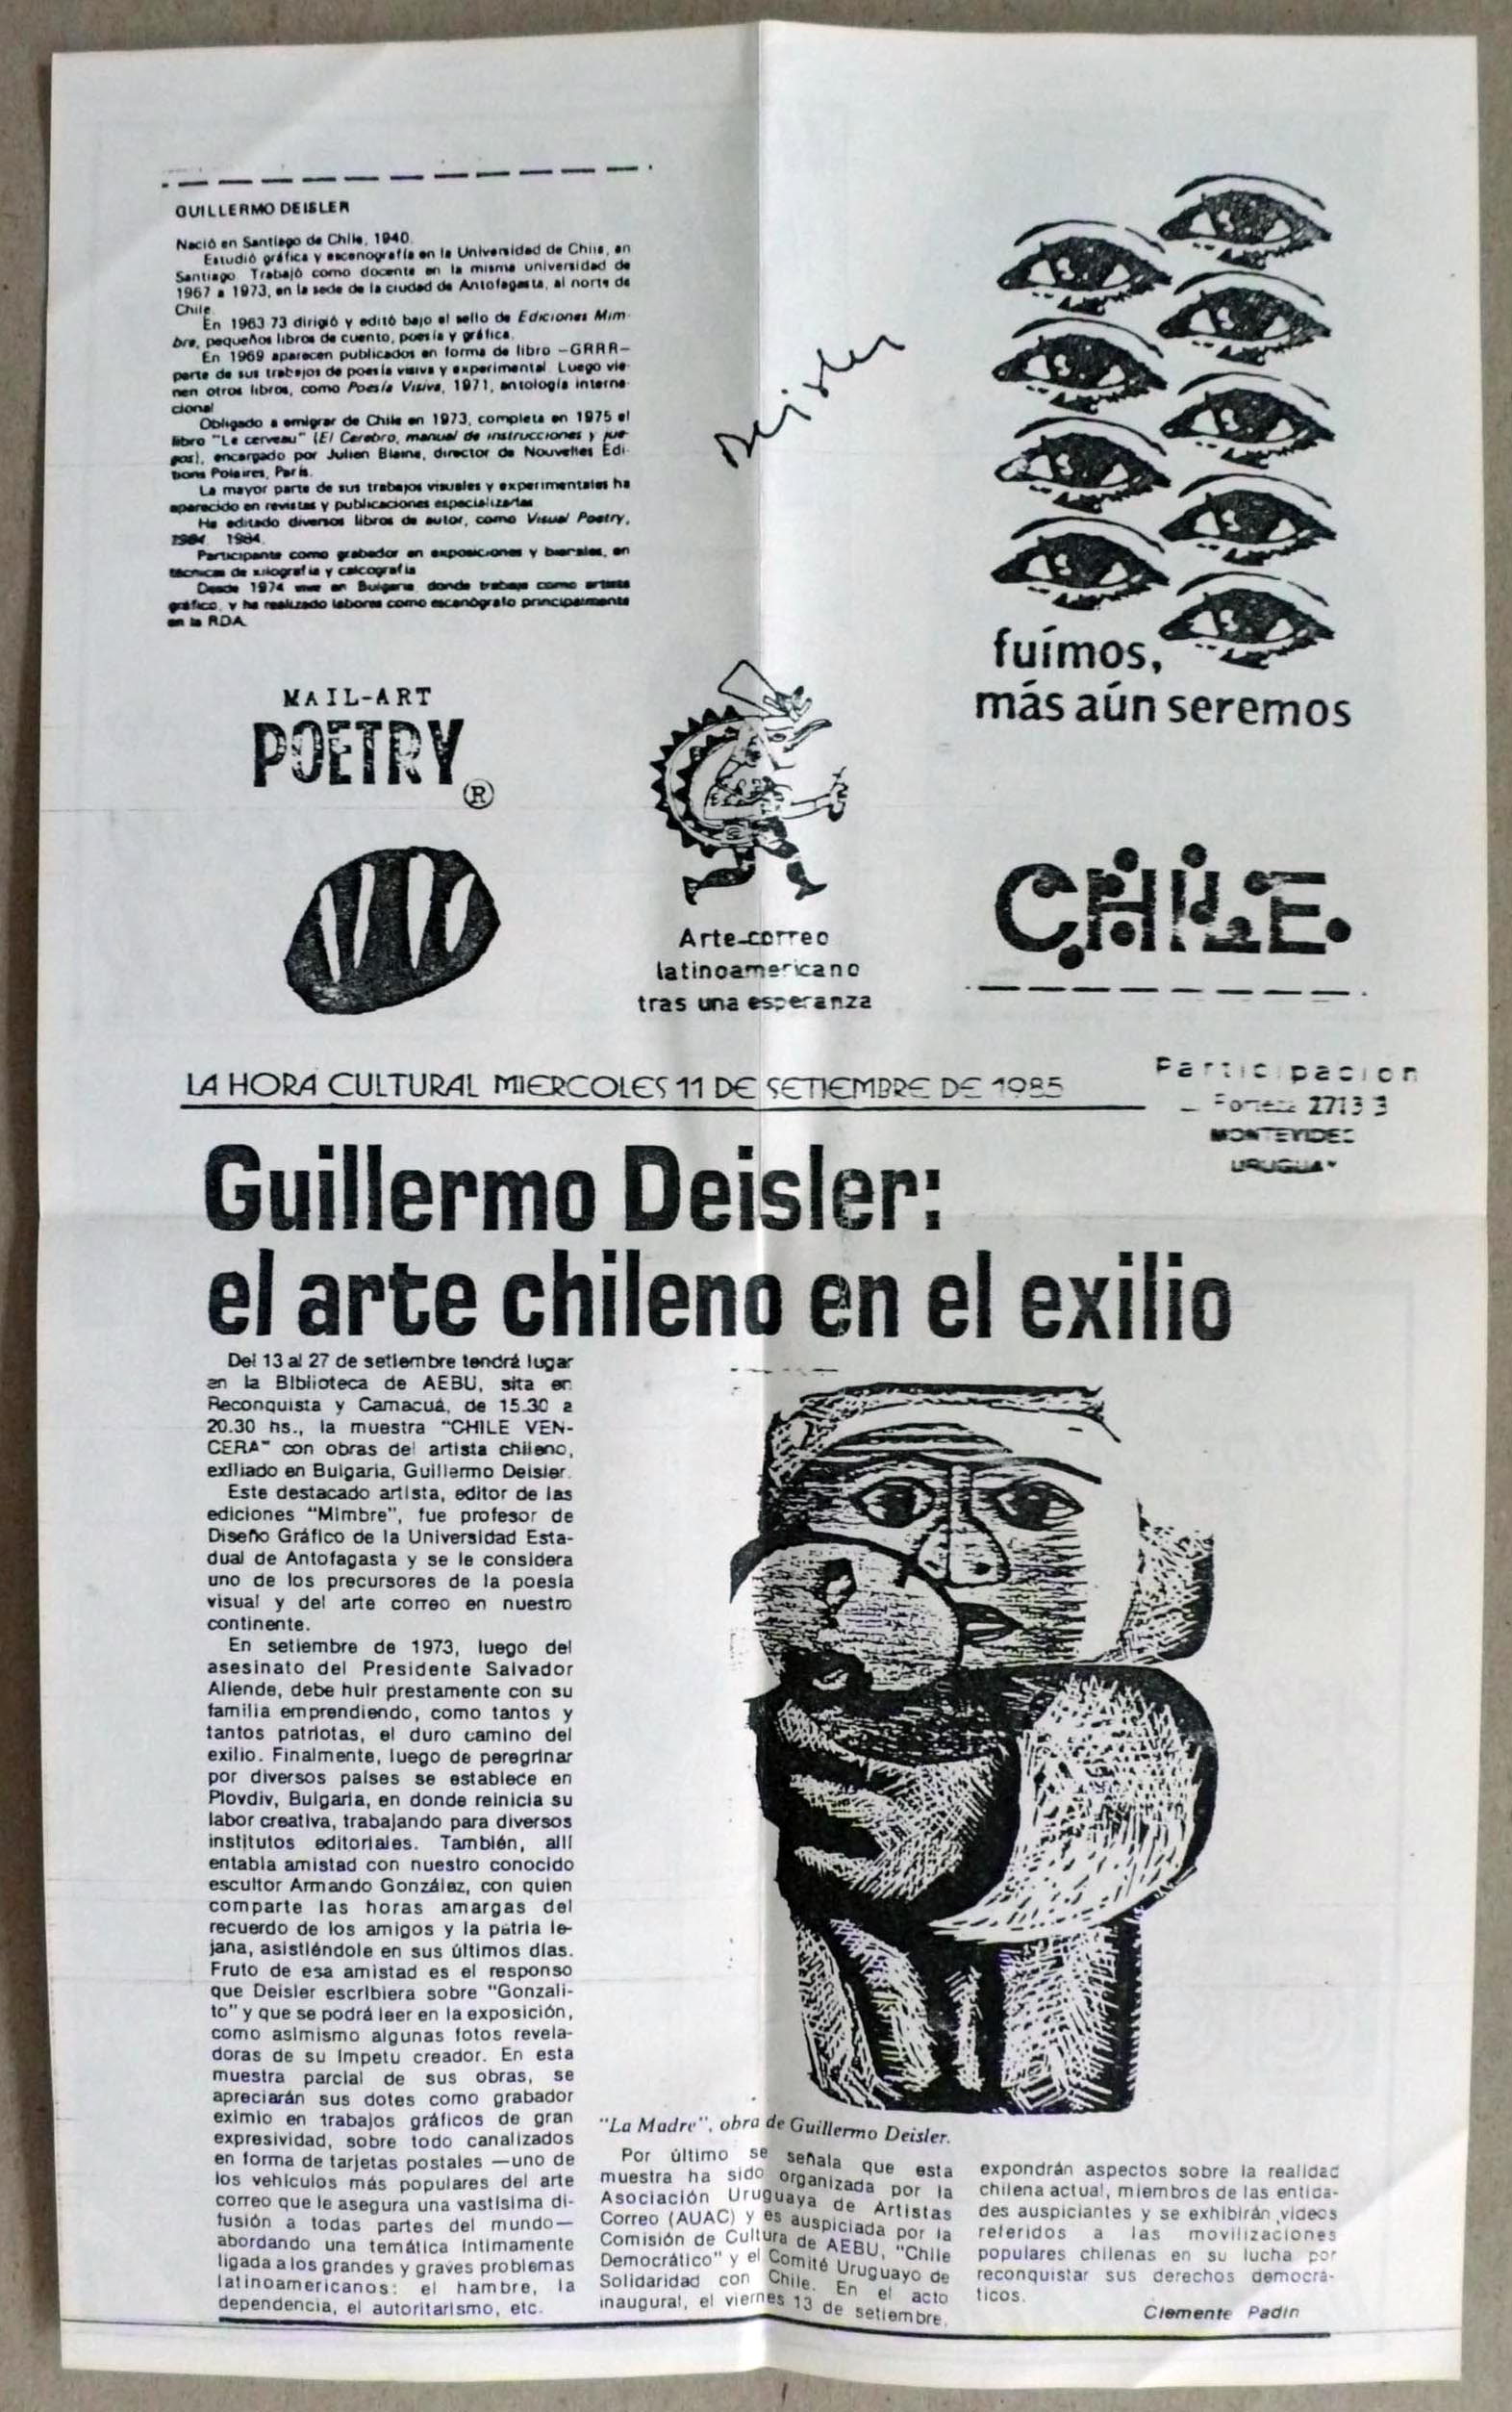 GUILLERMO DEISLER
Nació en Santiago de Chile, 1940.
Estudió gráfica y escenografía en la Universidad de Chile, en
Santiago. Trabajó como docente en la misma universidad de
1967 a 1973, en la sede de la ciudad de Antofagasta, al norte de
Chile.
En 1963 73 dirigió y editó bajo el sello de Ediciones Mim-
bre, pequeños libros de cuento, poesía y gráfica.
En 1969 aparecen publicados en forma de libro —GRRR—
parte de sus trabajos de poesía visiva y experimental. Luego vie-
nen otros libros, como Poesía Visiva, 1971, antología interna-
cional
Obligado a emigrar de Chile en 1973, completa en 1975 el
libro "Le cerveau" (El Cerebro, manual de instrucciones y jue-
gos), encargado por Julien Blaine, director de Nouvelles Edi-
tions Polaires, París.
La mayor parte de sus trabajos visuales y experimentales ha
aparecido en revistas y publicaciones especializadas
Ha editado diversos libros de autor, como Visual Poetry,
1984. 1984.
Participante como grabador en exposiciones y bienales, en
técnicas de xilografía y calcografía
Desde 1974 vive en Bulgaria donde trabaja como artista
gráfico, y ha realizado labores como escenógrafo principalmente
en la RDA.
Deisler
fuímos,
más aún seremos
MAIL-ART
POETRY ®
Arte-correo
latinoamericano
tras una esperanza
CHILE
LA HORA CULTURAL MIERCOLES 11 DE SETIEMBRE DE 1985
Participacion
2713 3
MONTEVIDEO
URUGUAY
Guillermo Deisler:
el arte chileno en el exilio
Del 13 al 27 de setiembre tendrá lugar
en la Biblioteca de AEBU, sita en
Reconquista y Camacuá, de 15.30 a
20.30 hs., la muestra "CHILE VEN-
CERA" con obras del artista chileno,
exiliado en Bulgaria, Guillermo Deisler.
Este destacado artista, editor de las
ediciones "Mimbre", fue profesor de
Diseño Gráfico de la Universidad Esta-
dual de Antofagasta y se le considera
uno de los precursores de la poesía
visual y del arte correo en nuestro
continente.
En setiembre de 1973, luego del
asesinato del Presidente Salvador
Allende, debe huir prestamente con su
familia emprendiendo, como tantos y
tantos patriotas, el duro camino del
exilio. Finalmente, luego de peregrinar
por diversos países se establece en
Plovdiv, Bulgaria, en donde reinicia su
labor creativa, trabajando para diversos
institutos editoriales. También, allí
entabla amistad con nuestro conocido
escultor Armando González, con quien
comparte las horas amargas del
recuerdo de los amigos y la patria le-
jana, asistiéndole en sus últimos días.
Fruto de esa amistad es el responso
que Deisler escribiera sobre "Gonzali-
to" y que se podrá leer en la exposición,
como asimismo algunas fotos revela-
doras de su ímpetu creador. En esta
muestra parcial de sus obras, se
apreciarán sus dotes como grabador
eximio en trabajos gráficos de gran
expresividad, sobre todo canalizados
en forma de tarjetas postales —uno de
los vehículos más populares del arte
correo que le asegura una vastísima di-
fusión a todas partes del mundo—
abordando una temática íntimamente
ligada a los grandes y graves problemas
latinoamericanos: el hambre, la
dependencia, el autoritarismo, etc.
"La Madre", obra de Guillermo Deisler.
Por último se señala que esta
muestra ha sido organizada por la
Asociación Uruguaya de Artistas
Correo (AUAC) y es auspiciada por la
Comisión de Cultura de AEBU, "Chile
Democrático" y el Comité Uruguayo de
Solidaridad con Chile. En el acto
inaugural, el viernes 13 de setiembre,
expondrán aspectos sobre la realidad
chilena actual, miembros de las entida-
des auspiciantes y se exhibirán videos
referidos a las movilizaciones
populares chilenas en su lucha por
reconquistar sus derechos democrá-
ticos.
Clemente Padín